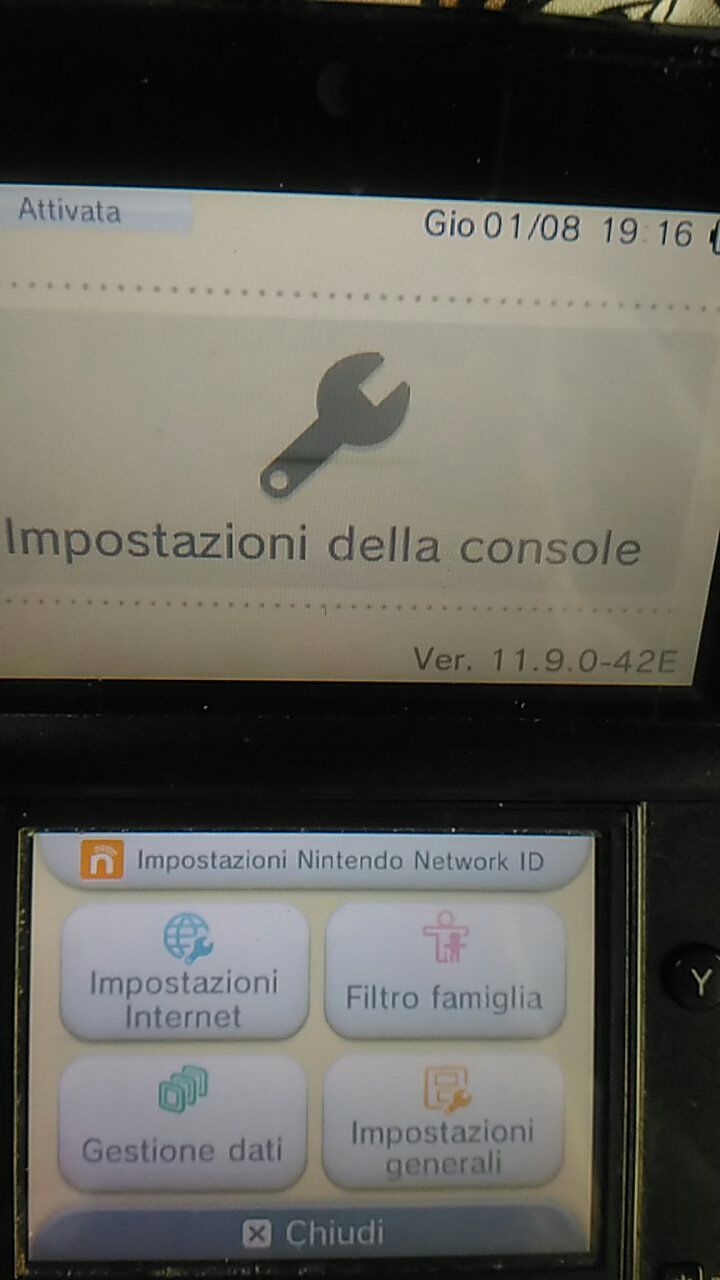 Attivata
Gio 01/08 19:16
Impostazioni della console
Ver. 11.9.0-42E
n Impostazioni Nintendo Network ID
Impostazioni
Internet
Filtro famiglia
Gestione dati
Impostazioni
generali
X Chiudi
Y